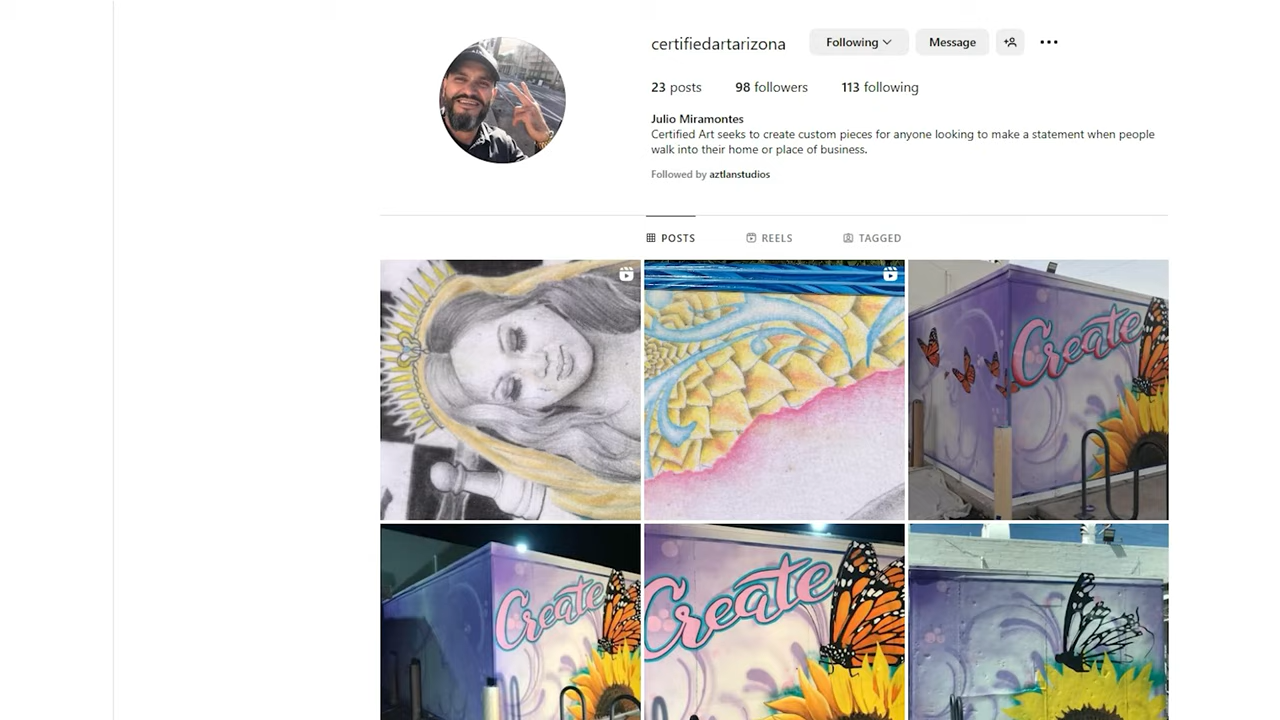 certifiedartarizona
Following
Message
23 posts
98 followers
113 following
Julio Miramontes
Certified Art seeks to create custom pieces for anyone looking to make a statement when people
walk into their home or place of business.
Followed by aztlanstudios
POSTS
REELS
TAGGED
Create
Create
Create